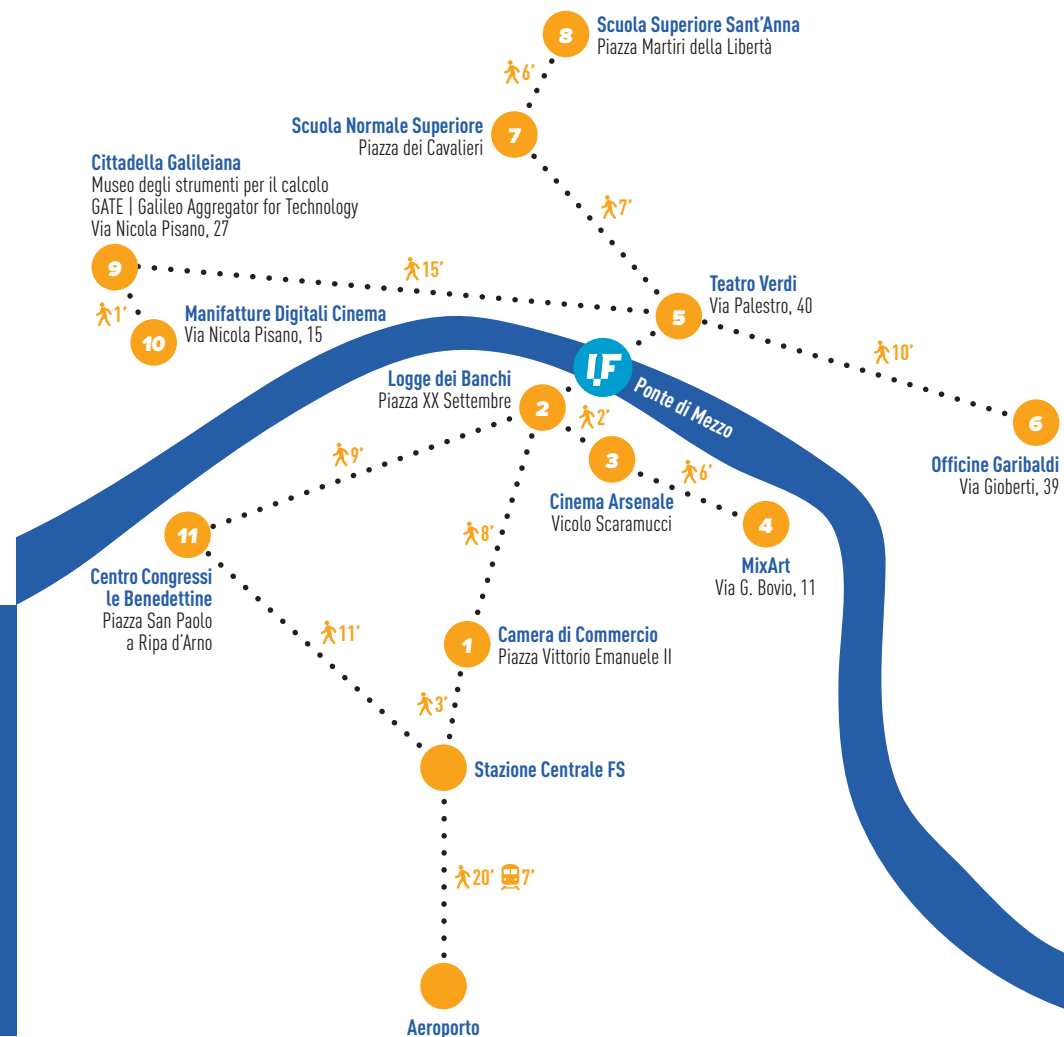 8
Scuola Superiore Sant'Anna
Piazza Martiri della Libertà
6'
Scuola Normale Superiore
Piazza dei Cavalieri
7
Cittadella Galileiana
Museo degli strumenti per il calcolo
GATE | Galileo Aggregator for Technology
Via Nicola Pisano, 27
7'
9
15'
Teatro Verdi
Via Palestro, 40
5
1'
10
Manifatture Digitali Cinema
Via Nicola Pisano, 15
10'
I.F
Ponte di Mezzo
Logge dei Banchi
Piazza XX Settembre
2
2'
6
Officine Garibaldi
Via Gioberti, 39
9'
3
Cinema Arsenale
Vicolo Scaramucci
6'
4
MixArt
Via G. Bovio, 11
11
Centro Congressi
le Benedettine
Piazza San Paolo
a Ripa d'Arno
8'
11'
1
Camera di Commercio
Piazza Vittorio Emanuele II
3'
Stazione Centrale FS
20' 7'
Aeroporto